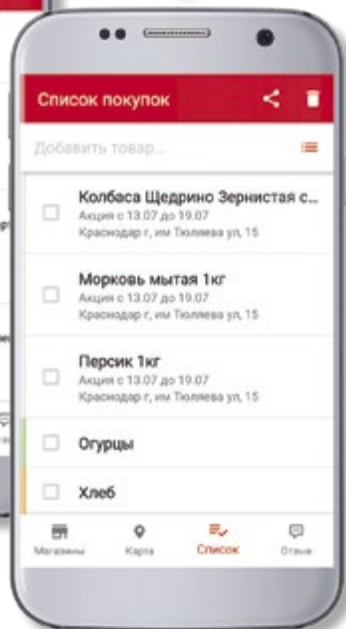 Список покупок
Добавить товар...
Колбаса Щедрино Зернистая с...
Акция с 13.07 до 19.07
Краснодар г, им Тюляева ул, 15
Морковь мытая 1кг
Акция с 13.07 до 19.07
Краснодар г, им Тюляева ул, 15
Персик 1кг
Акция с 13.07 до 19.07
Краснодар г, им Тюляева ул, 15
Огурцы
Хлеб
Магазины Карта Список Отзыв